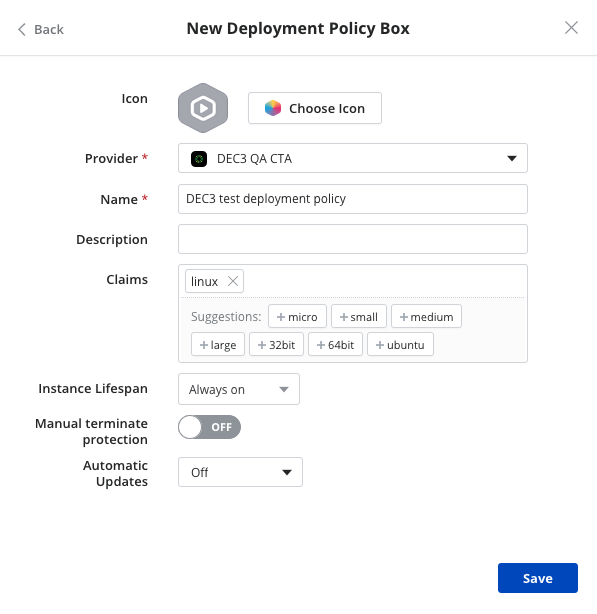 Back
New Deployment Policy Box
Icon
Choose Icon
Provider *
DEC3 QA CTA
Name *
DEC3 test deployment policy
Description
Claims
linux
Suggestions: + micro + small + medium
+ large + 32bit + 64bit + ubuntu
Instance Lifespan
Always on
Manual terminate
protection
OFF
Automatic
Updates
Off
Save